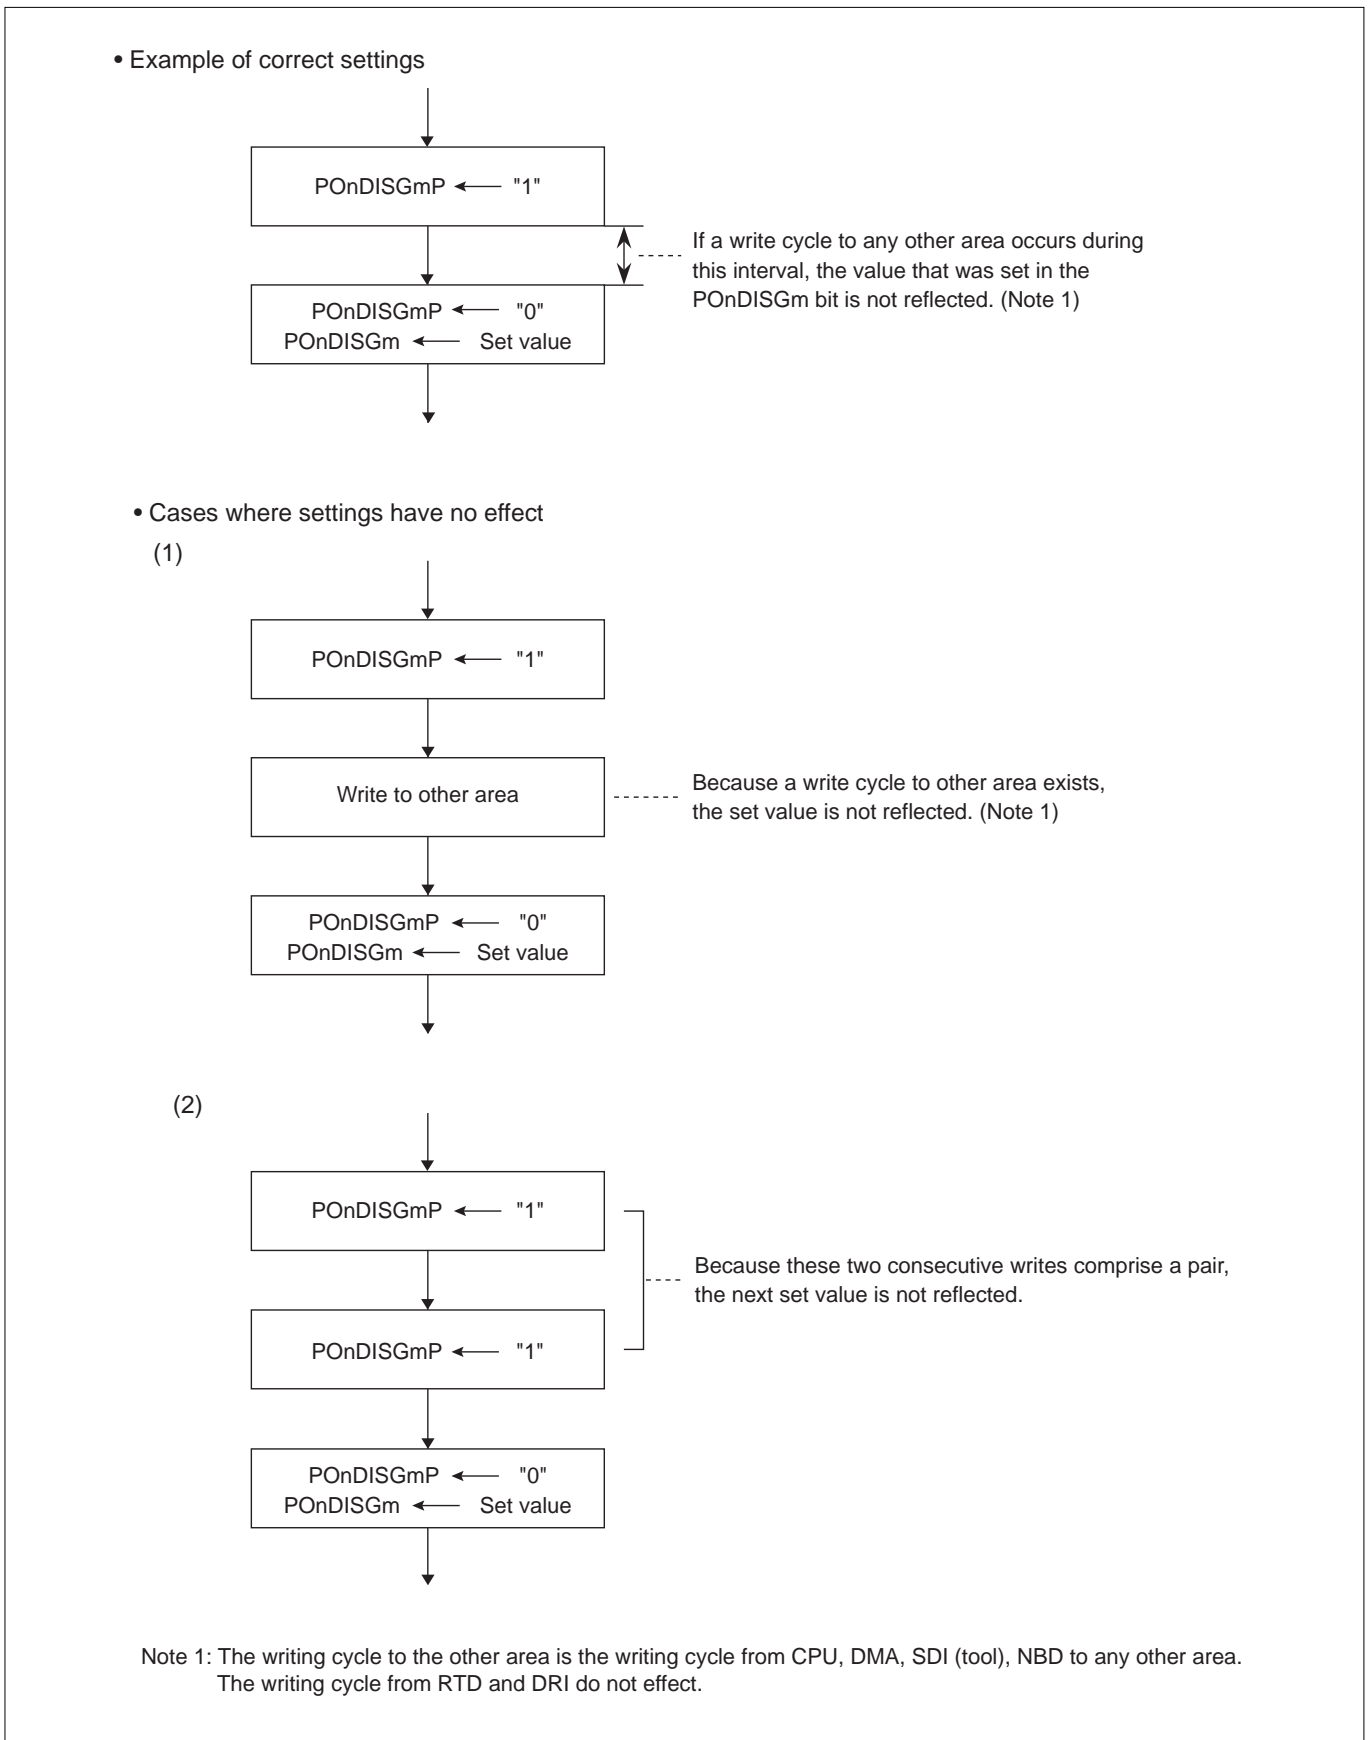 • Example of correct settings
POnDISGmP ← "1"
If a write cycle to any other area occurs during
this interval, the value that was set in the
POnDISGm bit is not reflected. (Note 1)
POnDISGmP ← "0"
POnDISGm ← Set value
• Cases where settings have no effect
(1)
POnDISGmP ← "1"
Write to other area
Because a write cycle to other area exists,
the set value is not reflected. (Note 1)
POnDISGmP ← "0"
POnDISGm ← Set value
(2)
POnDISGmP ← "1"
Because these two consecutive writes comprise a pair,
the next set value is not reflected.
POnDISGmP ← "1"
POnDISGmP ← "0"
POnDISGm ← Set value
Note 1: The writing cycle to the other area is the writing cycle from CPU, DMA, SDI (tool), NBD to any other area.
The writing cycle from RTD and DRI do not effect.